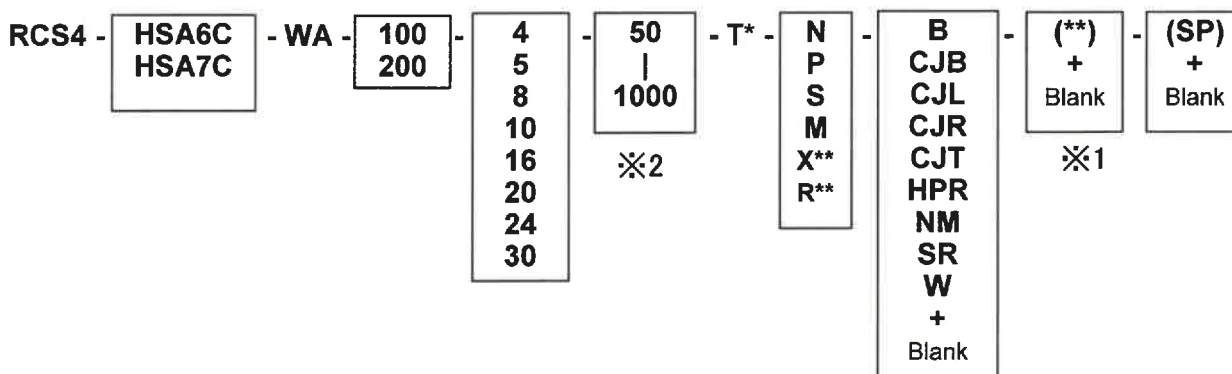 RCS4 - HSA6C - WA - 100 - 4 - 50 - T* - N - B - (**) - (SP)
HSA7C 200 5 | P CJB + +
8 1000 S CJL Blank Blank
10 M CJR
16 ※2 X** CJT ※1
20 R** HPR
24 NM
30 SR
W
+
Blank